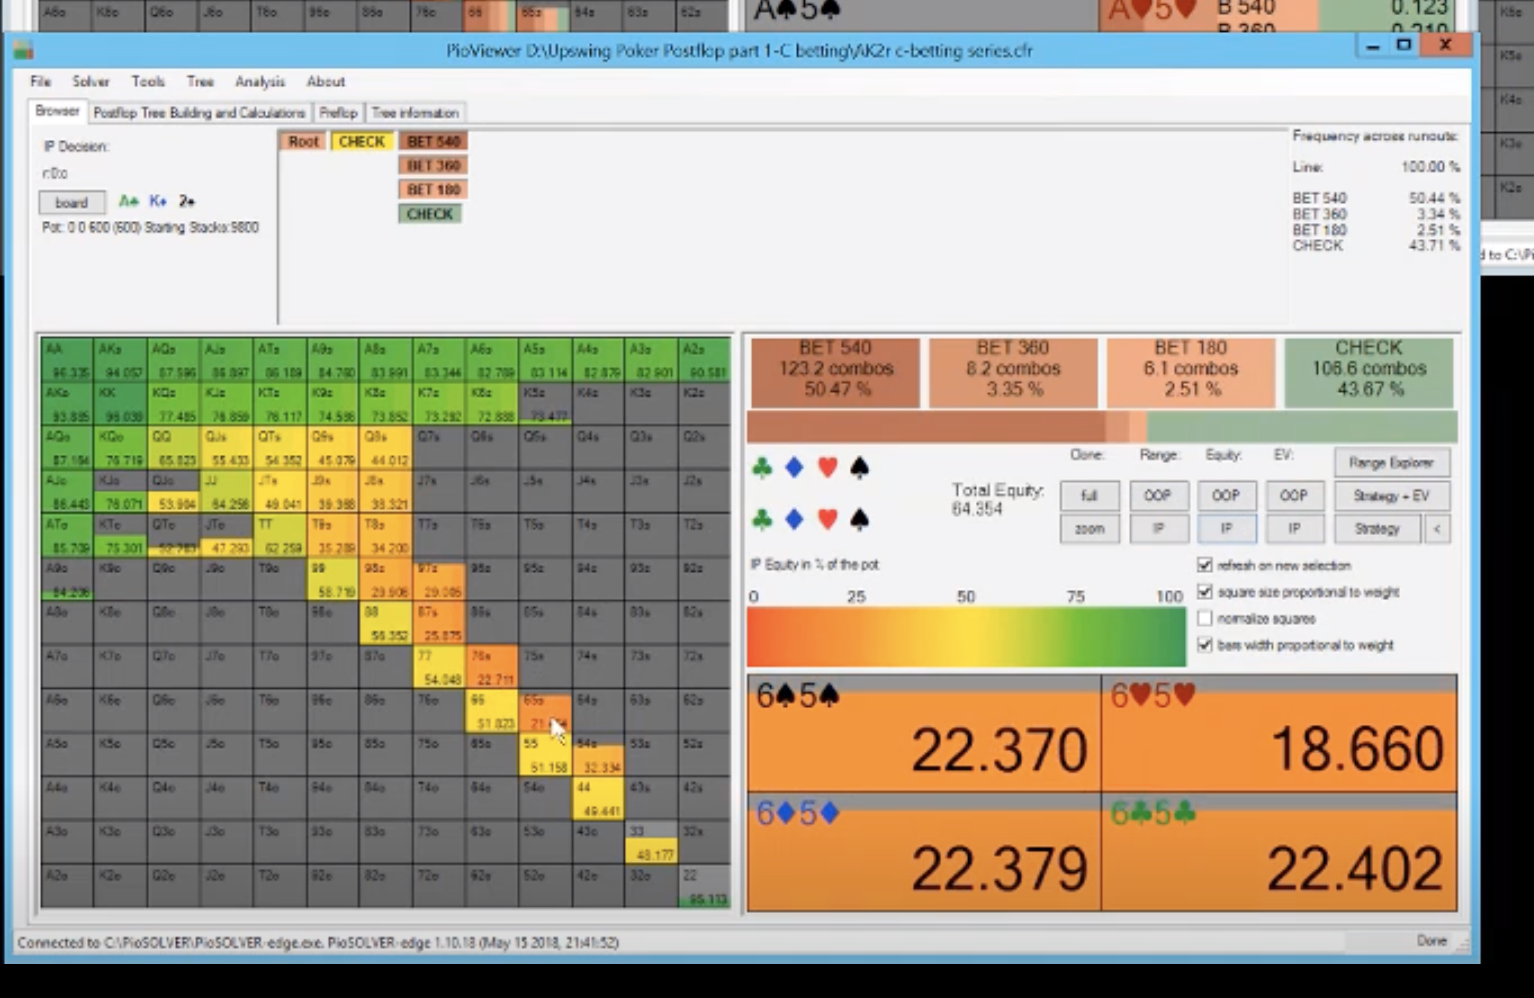 A6o K6o Q6o J6o T6o 96o 86o 76o 66 65s 64s 63s 62s
A♠5♠ A♥5♥ B 540 0.123
B 360
K6o
K5o
K4o
K3o
K2o
PioViewer D:\Upswing Poker Postflop part 1-C betting\AK2r c-betting series.cfr
File Solver Tools Tree Analysis About
Browser Postflop Tree Building and Calculations Preflop Tree information
IP Decision:
r:0:c
board A♣ K♦ 2♠
Pot: 0 0 600 (600) Starting Stacks:9800
Root CHECK BET 540
BET 360
BET 180
CHECK
Frequency across runouts:
Line: 100.00 %
BET 540 50.44 %
BET 360 3.34 %
BET 180 2.51 %
CHECK 43.71 %
d to C:\Pi
AA AKs AQs AJs ATs A9s A8s A7s A6s A5s A4s A3s A2s
96.335 94.057 87.596 86.897 86.189 84.760 83.991 83.344 82.789 83.114 82.879 82.901 90.581
AKo KK KQs KJs KTs K9s K8s K7s K6s K5s K4s K3s K2s
93.885 96.039 77.485 76.859 76.117 74.536 73.852 73.292 72.888 73.477
AQo KQo QQ QJs QTs Q9s Q8s Q7s Q6s Q5s Q4s Q3s Q2s
87.164 76.719 65.823 55.433 54.352 45.079 44.012
AJo KJo QJo JJ JTs J9s J8s J7s J6s J5s J4s J3s J2s
86.443 76.071 53.904 64.256 49.041 39.388 38.321
ATo KTo QTo JTo TT T9s T8s T7s T6s T5s T4s T3s T2s
85.709 75.301 52.783 47.293 62.259 35.289 34.200
A9o K9o Q9o J9o T9o 99 98s 97s 96s 95s 94s 93s 92s
84.206 58.719 29.906 29.085
A8o K8o Q8o J8o T8o 98o 88 87s 86s 85s 84s 83s 82s
56.352 25.875
A7o K7o Q7o J7o T7o 97o 87o 77 76s 75s 74s 73s 72s
54.048 22.711
A6o K6o Q6o J6o T6o 96o 86o 76o 66 65s 64s 63s 62s
51.823
A5o K5o Q5o J5o T5o 95o 85o 75o 65o 55 54s 53s 52s
51.158 32.334
A4o K4o Q4o J4o T4o 94o 84o 74o 64o 54o 44 43s 42s
49.441
A3o K3o Q3o J3o T3o 93o 83o 73o 63o 53o 43o 33 32s
48.177
A2o K2o Q2o J2o T2o 92o 82o 72o 62o 52o 42o 32o 22
95.113
BET 540 BET 360 BET 180 CHECK
123.2 combos 8.2 combos 6.1 combos 106.6 combos
50.47 % 3.35 % 2.51 % 43.67 %
♣ ♦ ♥ ♠
♣ ♦ ♥ ♠
Total Equity:
64.354
Clone: Range: Equity: EV: Range Explorer
full OOP OOP OOP Strategy + EV
zoom IP IP IP Strategy <
IP Equity in % of the pot
0 25 50 75 100
refresh on new selection
square size proportional to weight
normalize squares
bars width proportional to weight
6♠5♠ 6♥5♥
22.370 18.660
6♦5♦ 6♣5♣
22.379 22.402
Connected to C:\PioSOLVER\PioSOLVER-edge.exe. PioSOLVER-edge 1.10.18 (May 15 2018, 21:41:52)
Done